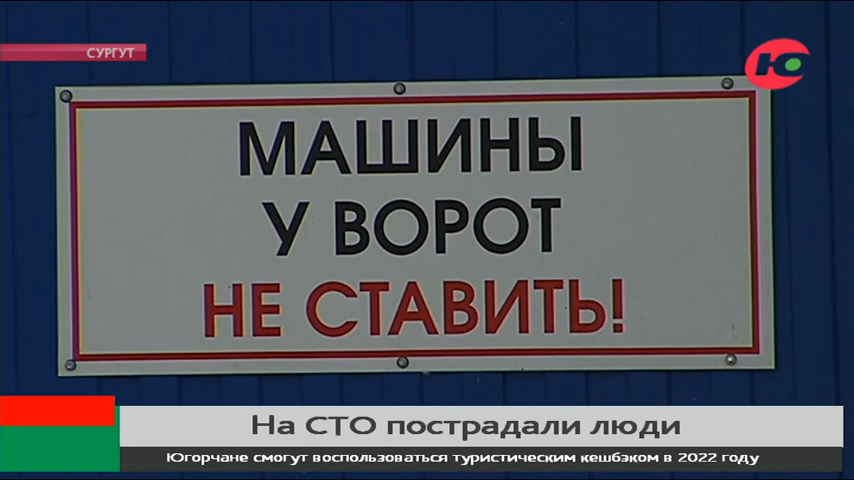 СУРГУТ
Ю
МАШИНЫ
У ВОРОТ
НЕ СТАВИТЬ!
На СТО пострадали люди
Югорчане смогут воспользоваться туристическим кешбэком в 2022 году